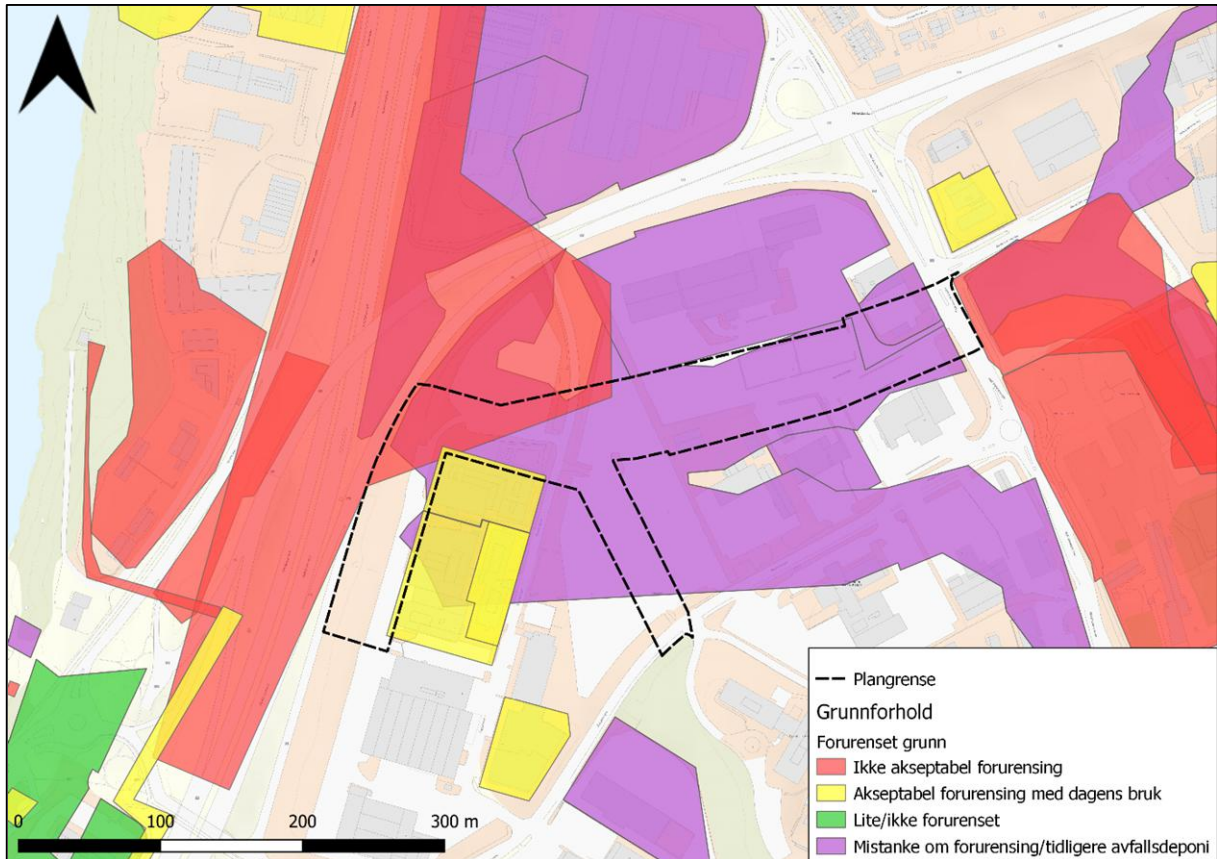 Plangrense
Grunnforhold
Forurenset grunn
Ikke akseptabel forurensing
Akseptabel forurensing med dagens bruk
Lite/ikke forurenset
Mistanke om forurensing/tidligere avfallsdeponi
0 100 200 300 m